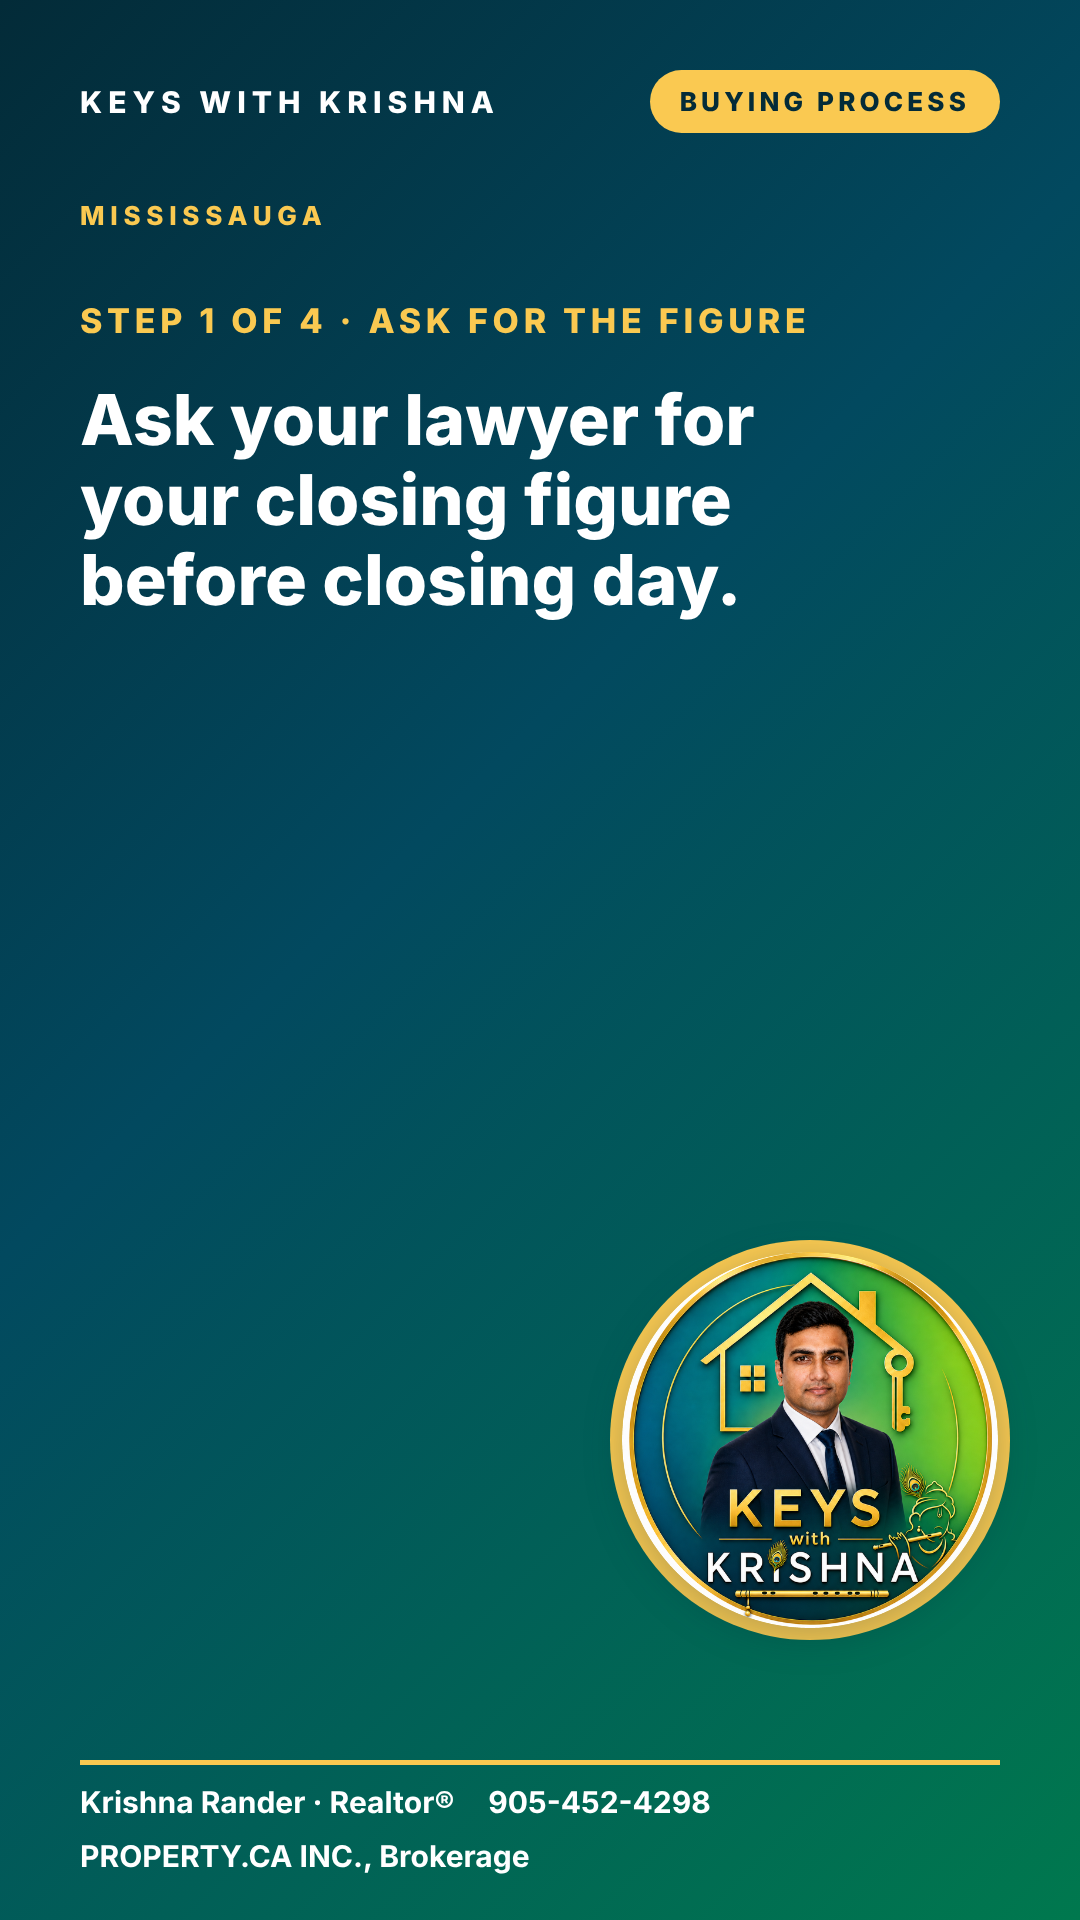 KEYS WITH KRISHNA
BUYING PROCESS
MISSISSAUGA
STEP 1 OF 4 · ASK FOR THE FIGURE
Ask your lawyer for
your closing figure
before closing day.
KEYS
with
KRISHNA
Krishna Rander · Realtor® 905-452-4298
PROPERTY.CA INC., Brokerage